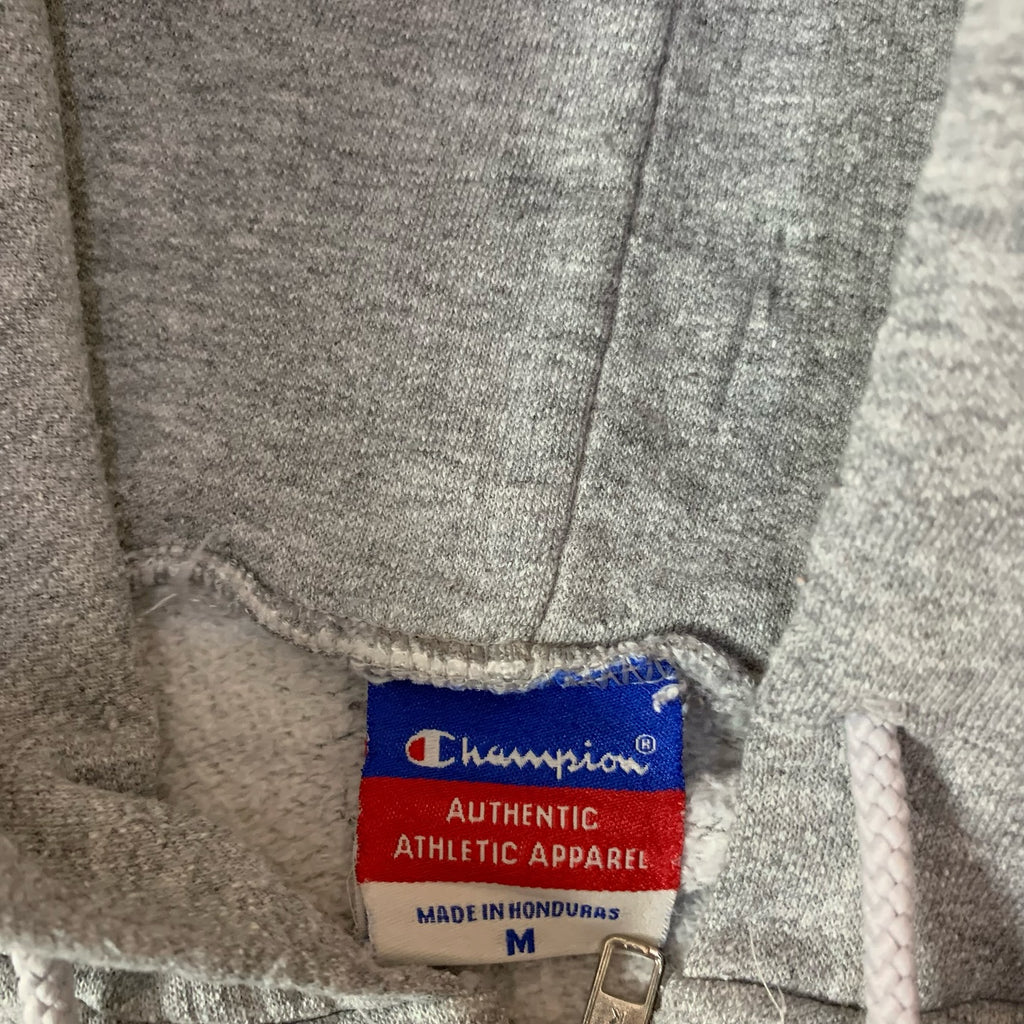 Champion®
AUTHENTIC
ATHLETIC APPAREL
MADE IN HONDURAS
M